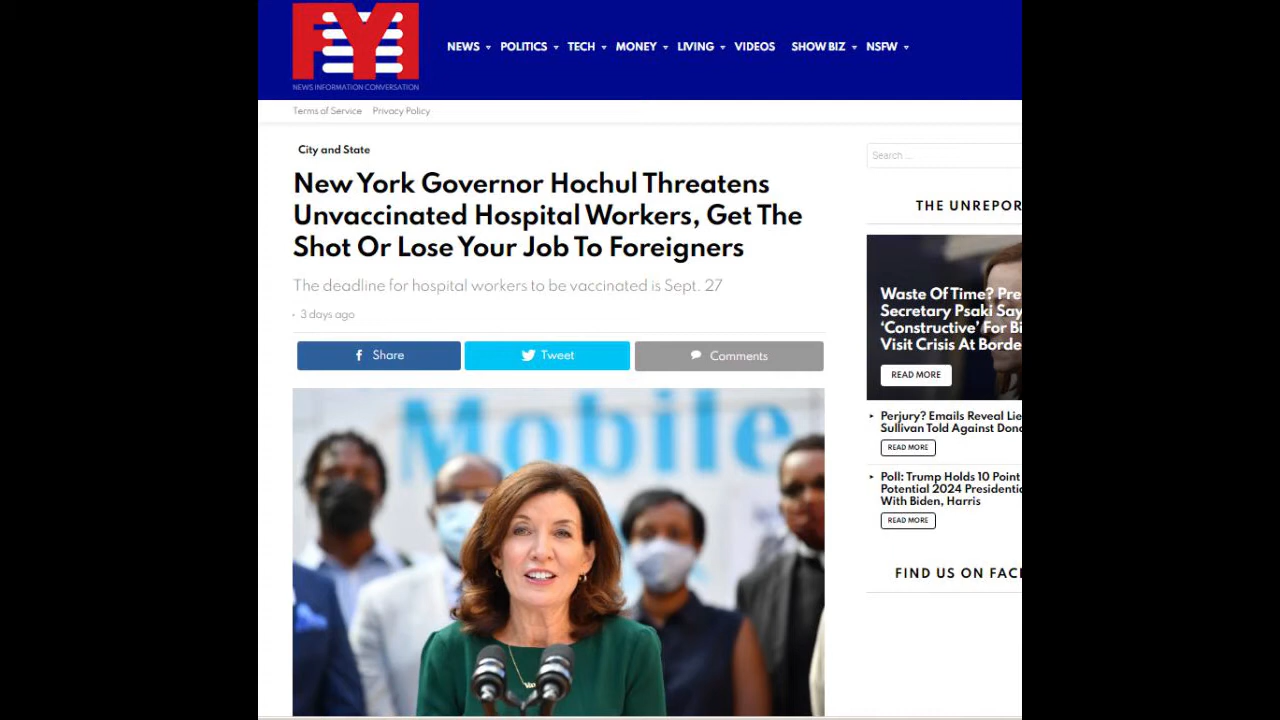 FYI
NEWS INFORMATION CONVERSATION
NEWS POLITICS TECH MONEY LIVING VIDEOS SHOW BIZ NSFW
Terms of Service Privacy Policy
City and State
New York Governor Hochul Threatens
Unvaccinated Hospital Workers, Get The
Shot Or Lose Your Job To Foreigners
The deadline for hospital workers to be vaccinated is Sept. 27
3 days ago
Share
Tweet
Comments
Mobile
Search ...
THE UNREPOR
Waste Of Time? Pre
Secretary Psaki Say
‘Constructive’ For Bi
Visit Crisis At Borde
READ MORE
Perjury? Emails Reveal Lie
Sullivan Told Against Dona
READ MORE
Poll: Trump Holds 10 Point
Potential 2024 Presidentia
With Biden, Harris
READ MORE
FIND US ON FAC